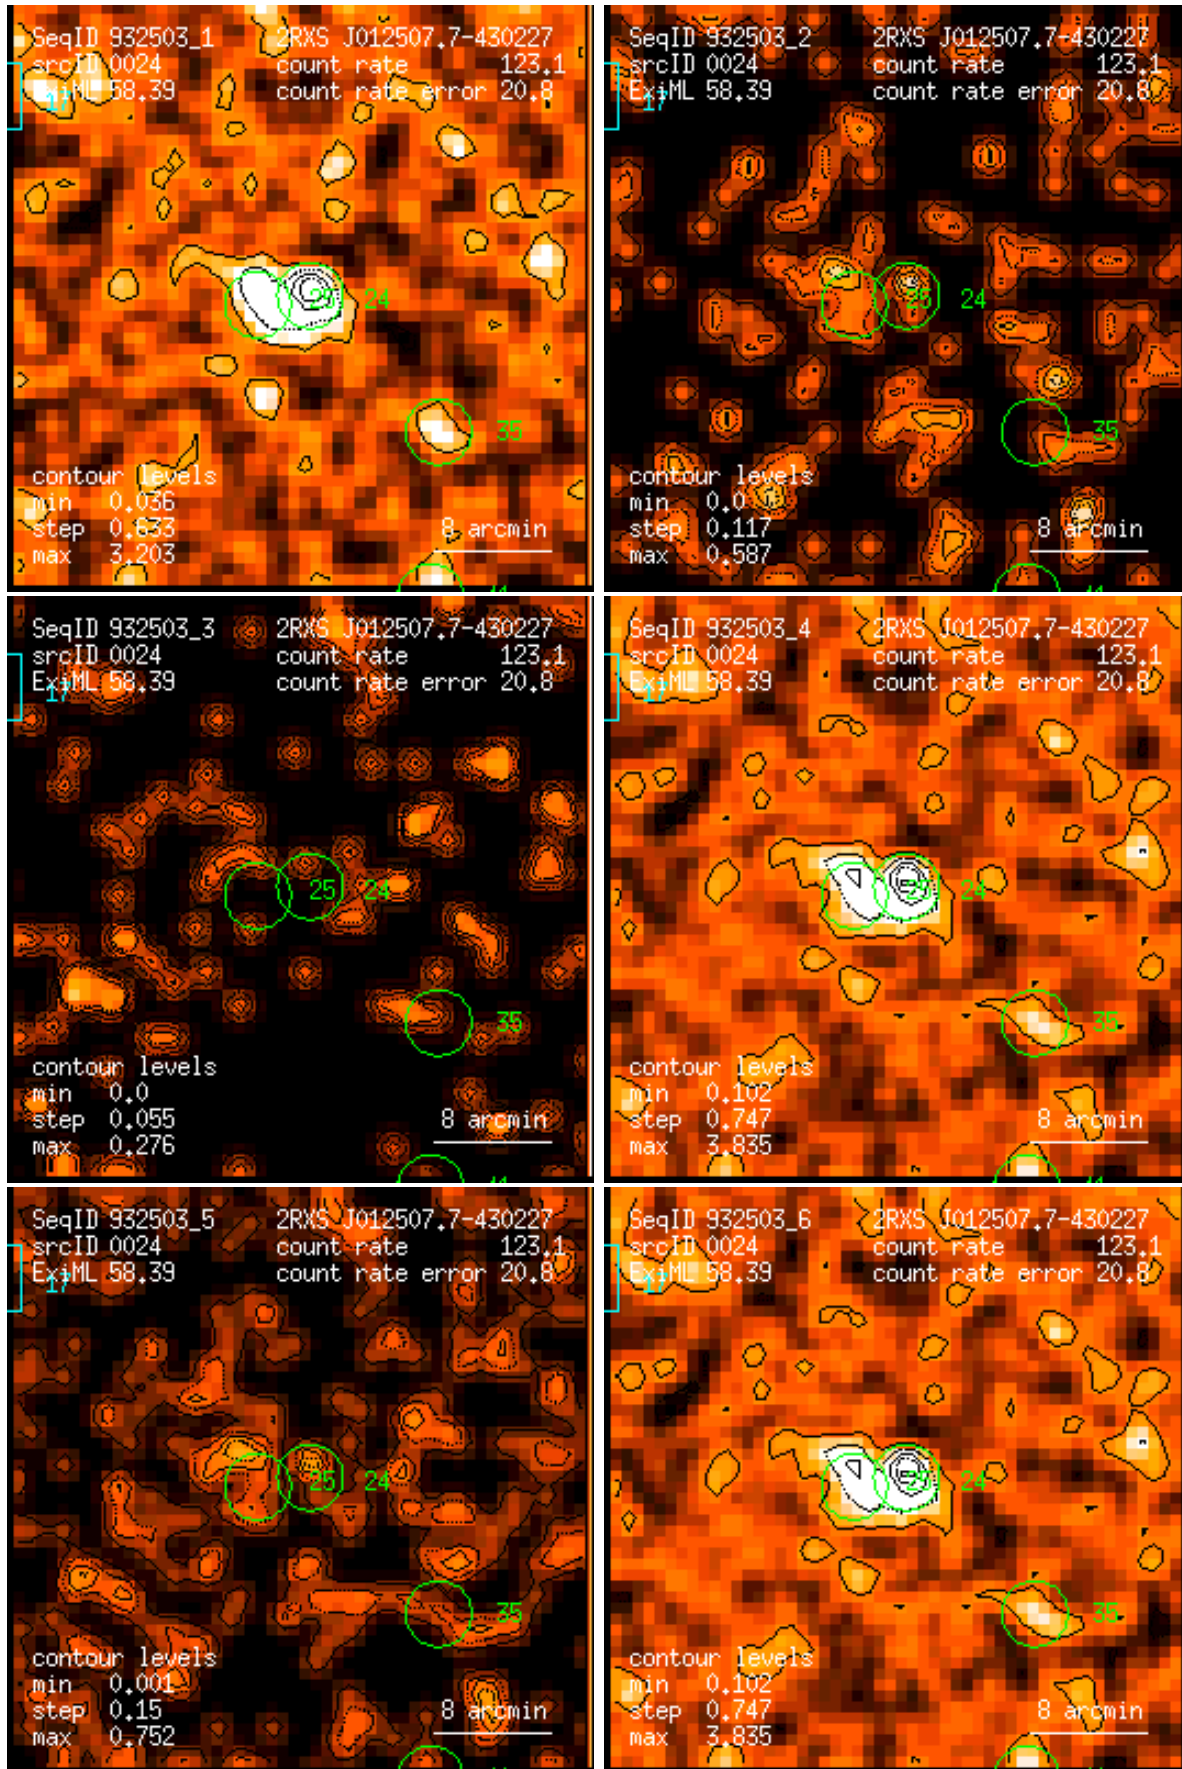 SeqID 932503_1 2RXS J012507.7-430227
srcID 0024 count rate 123.1
ExiML 58.39 count rate error 20.8
17
25 24
35
contour levels
min 0.036
step 0.633 8 arcmin
max 3.203
SeqID 932503_2 2RXS J012507.7-430227
srcID 0024 count rate 123.1
ExiML 58.39 count rate error 20.8
17
25 24
35
contour levels
min 0.0
step 0.117 8 arcmin
max 0.587
SeqID 932503_3 2RXS J012507.7-430227
srcID 0024 count rate 123.1
ExiML 58.39 count rate error 20.8
17
25 24
35
contour levels
min 0.0
step 0.055 8 arcmin
max 0.276
SeqID 932503_4 2RXS J012507.7-430227
srcID 0024 count rate 123.1
ExiML 58.39 count rate error 20.8
17
25 24
35
contour levels
min 0.102
step 0.747 8 arcmin
max 3.835
SeqID 932503_5 2RXS J012507.7-430227
srcID 0024 count rate 123.1
ExiML 58.39 count rate error 20.8
17
25 24
35
contour levels
min 0.001
step 0.15 8 arcmin
max 0.752
SeqID 932503_6 2RXS J012507.7-430227
srcID 0024 count rate 123.1
ExiML 58.39 count rate error 20.8
17
25 24
35
contour levels
min 0.102
step 0.747 8 arcmin
max 3.835